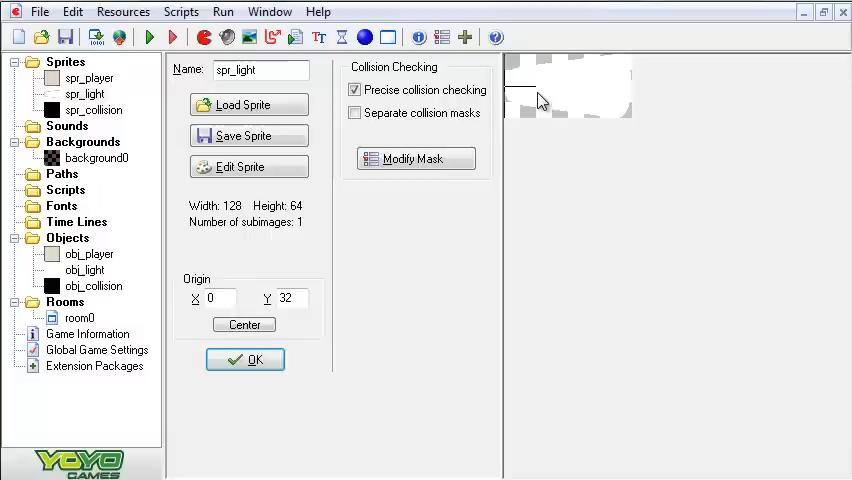 File Edit Resources Scripts Run Window Help
Sprites
spr_player
spr_light
spr_collision
Sounds
Backgrounds
background0
Paths
Scripts
Fonts
Time Lines
Objects
obj_player
obj_light
obj_collision
Rooms
room0
Game Information
Global Game Settings
Extension Packages
YOYO
GAMES
Name: spr_light
Load Sprite
Save Sprite
Edit Sprite
Width: 128 Height: 64
Number of subimages: 1
Origin
X 0 Y 32
Center
OK
Collision Checking
Precise collision checking
Separate collision masks
Modify Mask